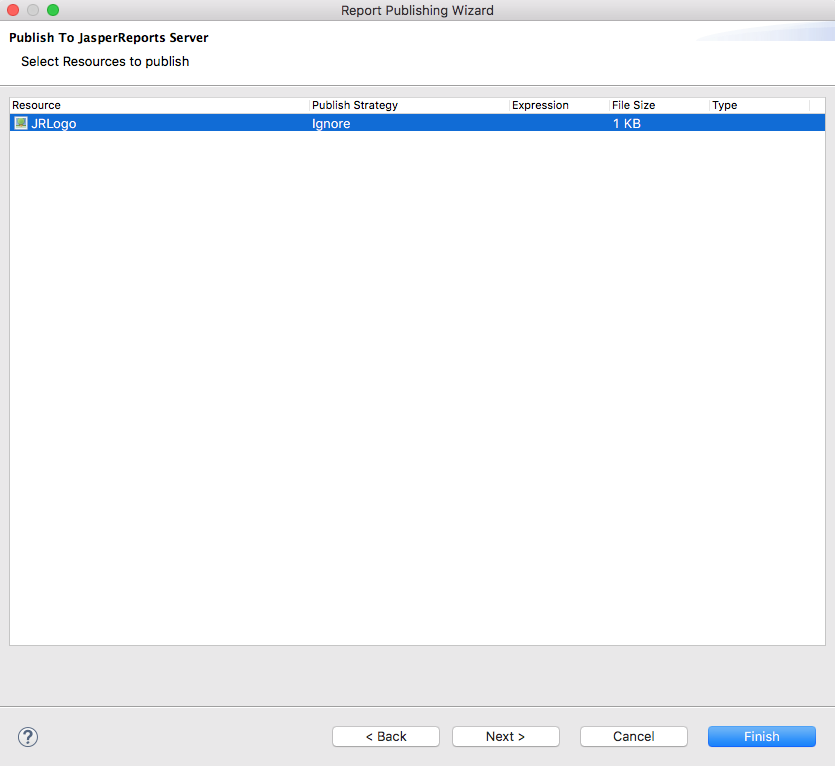 Report Publishing Wizard
Publish To JasperReports Server
Select Resources to publish
Resource Publish Strategy Expression File Size Type
JRLogo Ignore 1 KB
? < Back Next > Cancel Finish